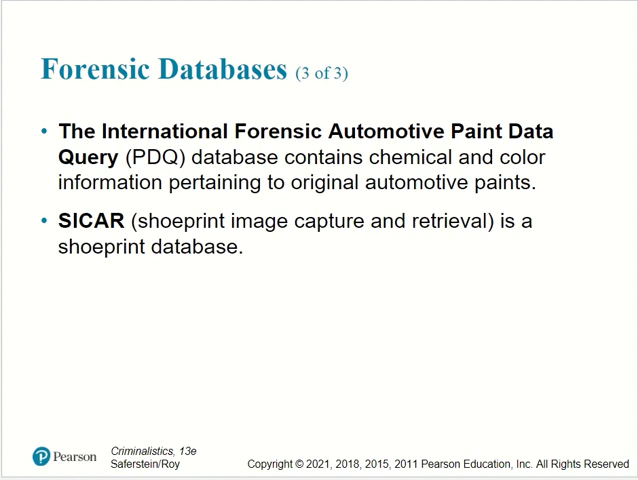 Forensic Databases (3 of 3)
• The International Forensic Automotive Paint Data
Query (PDQ) database contains chemical and color
information pertaining to original automotive paints.
• SICAR (shoeprint image capture and retrieval) is a
shoeprint database.
Pearson
Criminalistics, 13e
Saferstein/Roy
Copyright © 2021, 2018, 2015, 2011 Pearson Education, Inc. All Rights Reserved